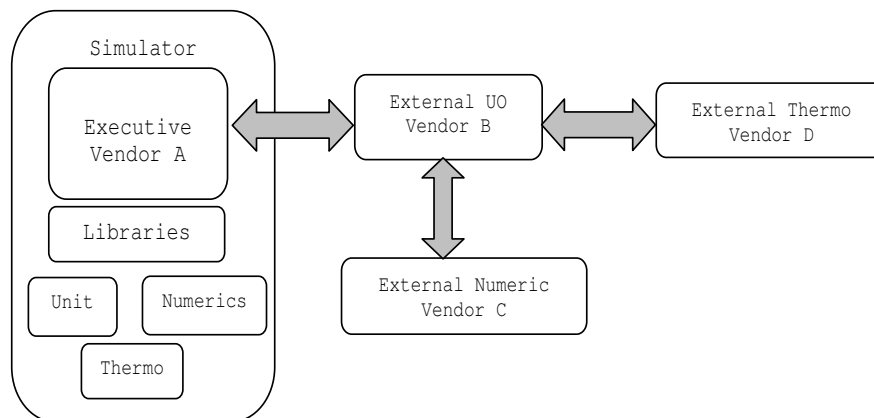 Simulator
Executive
Vendor A
Libraries
Unit
Numerics
Thermo
External UO
Vendor B
External Numeric
Vendor C
External Thermo
Vendor D